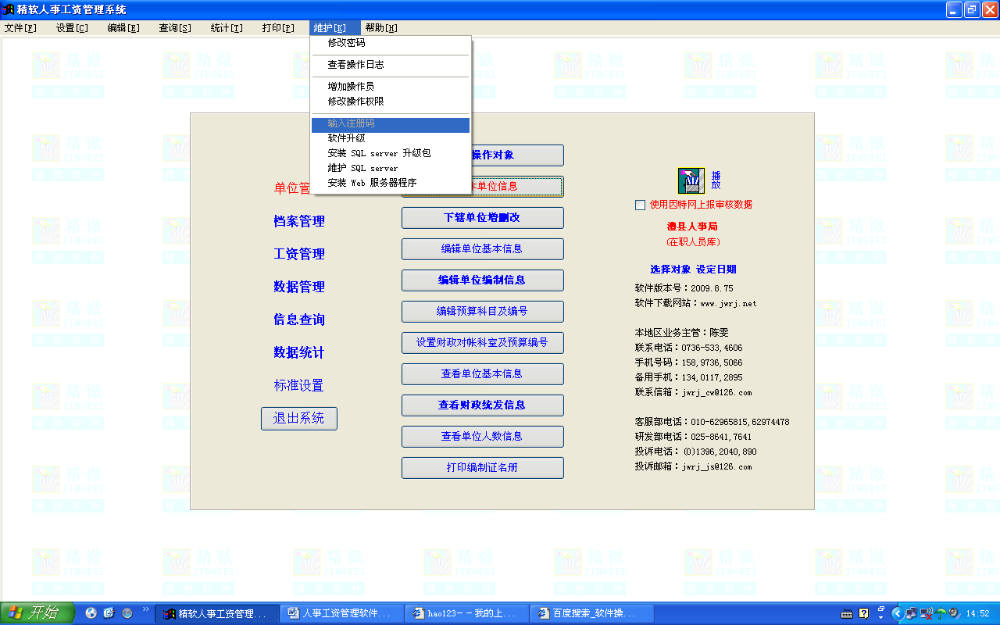 精软人事工资管理系统
文件[F] 设置[C] 编辑[E] 查询[S] 统计[T] 打印[P] 维护[K] 帮助[H]
修改密码
查看操作日志
增加操作员
修改操作权限
输入注册码
软件升级
安装 SQL server 升级包
维护 SQL server
安装 Web 服务器程序
单位管
档案管理
工资管理
数据管理
信息查询
数据统计
标准设置
退出系统
操作对象
本单位信息
下辖单位增删改
编辑单位基本信息
编辑单位编制信息
编辑预算科目及编号
设置财政对帐科室及预算编号
查看单位基本信息
查看财政统发信息
查看单位人数信息
打印编制证名册
播放
使用因特网上报审核数据
澧县人事局
(在职人员库)
选择对象 设定日期
软件版本号：2009.8.75
软件下载网站：www.jwrj.net
本地区业务主管：陈雯
联系电话：0736-533,4606
手机号码：158,9736,5066
备用手机：134,0117,2895
联系信箱：jwrj_cw@126.com
客服部电话：010-62965815,62974478
研发部电话：025-8641,7641
投诉电话：(0)1396,2040,890
投诉邮箱：jwrj_js@126.com
精微
JINGWEI
开始
精软人事工资管理...
人事工资管理软件...
hao123--我的上...
百度搜索_软件操...
14:52